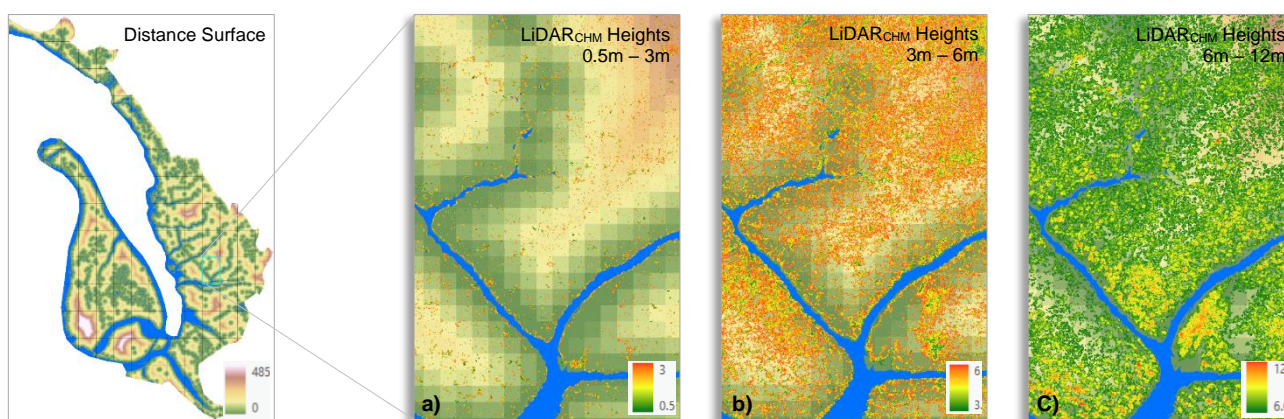 Distance Surface
485
0
LiDARCHM Heights
0.5m – 3m
3
0.5
a)
LiDARCHM Heights
3m – 6m
6
3.
b)
LiDARCHM Heights
6m – 12m
12
6.
C)